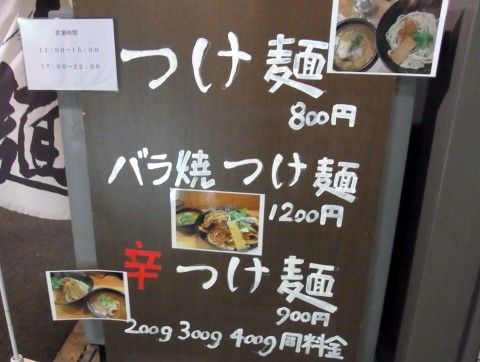 営業時間
11:00〜15:00
17:00〜22:00
つけ麺
800円
バラ焼つけ麺
1200円
辛つけ麺
900円
200g 300g 400g 同料金
麺